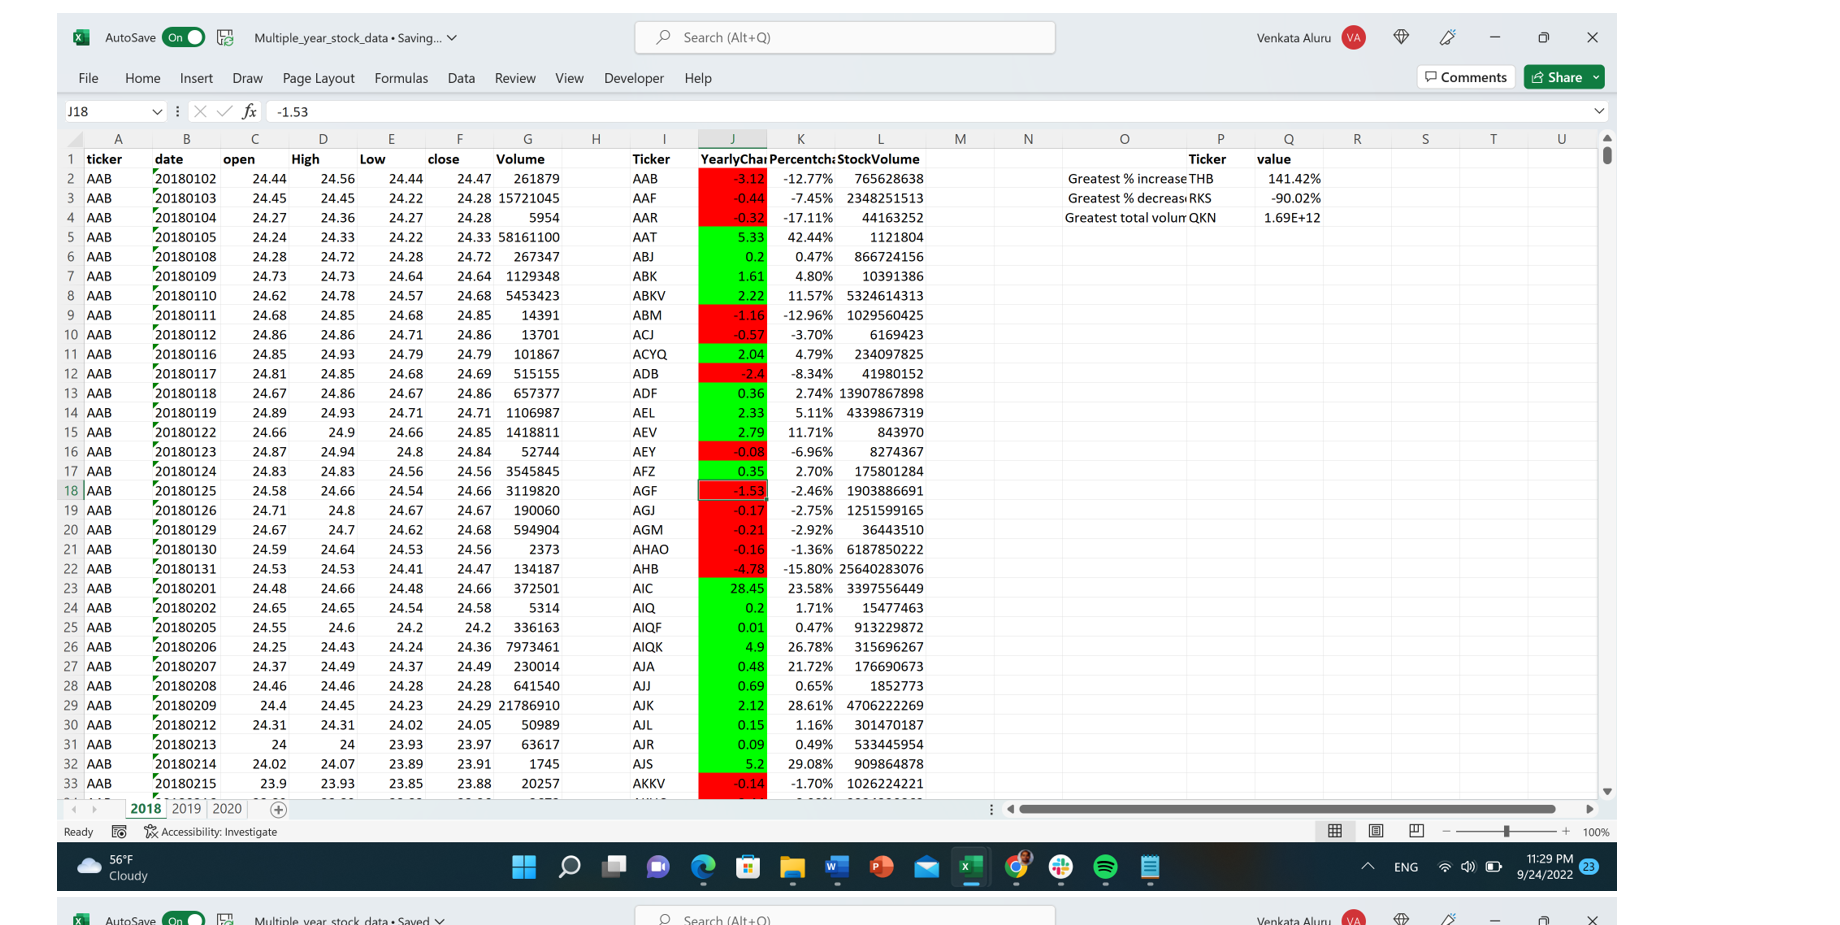 AutoSave On Multiple_year_stock_data • Saving... Search (Alt+Q) Venkata Aluru VA
File Home Insert Draw Page Layout Formulas Data Review View Developer Help Comments Share
J18 fx -1.53
A B C D E F G H I J K L M N O P Q R S T U
1 ticker date open High Low close Volume Ticker YearlyChar Percentcha StockVolume Ticker value
2 AAB 20180102 24.44 24.56 24.44 24.47 261879 AAB -3.12 -12.77% 765628638 Greatest % increase THB 141.42%
3 AAB 20180103 24.45 24.45 24.22 24.28 15721045 AAF -0.44 -7.45% 2348251513 Greatest % decreas RKS -90.02%
4 AAB 20180104 24.27 24.36 24.27 24.28 5954 AAR -0.32 -17.11% 44163252 Greatest total volum QKN 1.69E+12
5 AAB 20180105 24.24 24.33 24.22 24.33 58161100 AAT 5.33 42.44% 1121804
6 AAB 20180108 24.28 24.72 24.28 24.72 267347 ABJ 0.2 0.47% 866724156
7 AAB 20180109 24.73 24.73 24.64 24.64 1129348 ABK 1.61 4.80% 10391386
8 AAB 20180110 24.62 24.78 24.57 24.68 5453423 ABKV 2.22 11.57% 5324614313
9 AAB 20180111 24.68 24.85 24.68 24.85 14391 ABM -1.16 -12.96% 1029560425
10 AAB 20180112 24.86 24.86 24.71 24.86 13701 ACJ -0.57 -3.70% 6169423
11 AAB 20180116 24.85 24.93 24.79 24.79 101867 ACYQ 2.04 4.79% 234097825
12 AAB 20180117 24.81 24.85 24.68 24.69 515155 ADB -2.4 -8.34% 41980152
13 AAB 20180118 24.67 24.86 24.67 24.86 657377 ADF 0.36 2.74% 13907867898
14 AAB 20180119 24.89 24.93 24.71 24.71 1106987 AEL 2.33 5.11% 4339867319
15 AAB 20180122 24.66 24.9 24.66 24.85 1418811 AEV 2.79 11.71% 843970
16 AAB 20180123 24.87 24.94 24.8 24.84 52744 AEY -0.08 -6.96% 8274367
17 AAB 20180124 24.83 24.83 24.56 24.56 3545845 AFZ 0.35 2.70% 175801284
18 AAB 20180125 24.58 24.66 24.54 24.66 3119820 AGF -1.53 -2.46% 1903886691
19 AAB 20180126 24.71 24.8 24.67 24.67 190060 AGJ -0.17 -2.75% 1251599165
20 AAB 20180129 24.67 24.7 24.62 24.68 594904 AGM -0.21 -2.92% 36443510
21 AAB 20180130 24.59 24.64 24.53 24.56 2373 AHAO -0.16 -1.36% 6187850222
22 AAB 20180131 24.53 24.53 24.41 24.47 134187 AHB -4.78 -15.80% 25640283076
23 AAB 20180201 24.48 24.66 24.48 24.66 372501 AIC 28.45 23.58% 3397556449
24 AAB 20180202 24.65 24.65 24.54 24.58 5314 AIQ 0.2 1.71% 15477463
25 AAB 20180205 24.55 24.6 24.2 24.2 336163 AIQF 0.01 0.47% 913229872
26 AAB 20180206 24.25 24.43 24.24 24.36 7973461 AIQK 4.9 26.78% 315696267
27 AAB 20180207 24.37 24.49 24.37 24.49 230014 AJA 0.48 21.72% 176690673
28 AAB 20180208 24.46 24.46 24.28 24.28 641540 AJJ 0.69 0.65% 1852773
29 AAB 20180209 24.4 24.45 24.23 24.29 21786910 AJK 2.12 28.61% 4706222269
30 AAB 20180212 24.31 24.31 24.02 24.05 50989 AJL 0.15 1.16% 301470187
31 AAB 20180213 24 24 23.93 23.97 63617 AJR 0.09 0.49% 533445954
32 AAB 20180214 24.02 24.07 23.89 23.91 1745 AJS 5.2 29.08% 909864878
33 AAB 20180215 23.9 23.93 23.85 23.88 20257 AKKV -0.14 -1.70% 1026224221
2018 2019 2020
Ready Accessibility: Investigate 100%
56°F
Cloudy
ENG 11:29 PM
9/24/2022 23
AutoSave On Multiple_year_stock_data • Saved Search (Alt+Q) Venkata Aluru VA